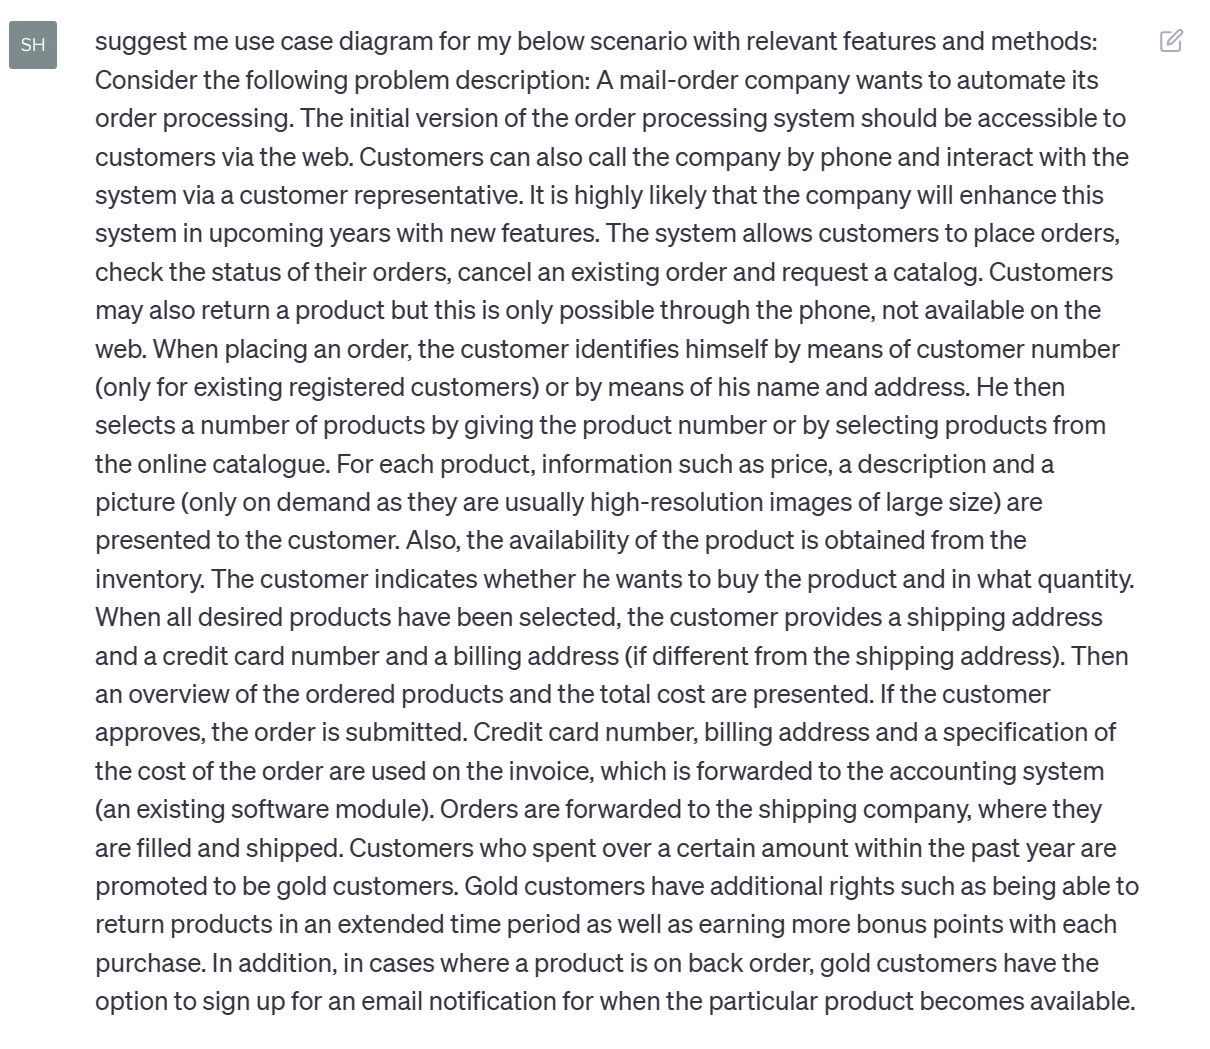 SH
suggest me use case diagram for my below scenario with relevant features and methods:
Consider the following problem description: A mail-order company wants to automate its
order processing. The initial version of the order processing system should be accessible to
customers via the web. Customers can also call the company by phone and interact with the
system via a customer representative. It is highly likely that the company will enhance this
system in upcoming years with new features. The system allows customers to place orders,
check the status of their orders, cancel an existing order and request a catalog. Customers
may also return a product but this is only possible through the phone, not available on the
web. When placing an order, the customer identifies himself by means of customer number
(only for existing registered customers) or by means of his name and address. He then
selects a number of products by giving the product number or by selecting products from
the online catalogue. For each product, information such as price, a description and a
picture (only on demand as they are usually high-resolution images of large size) are
presented to the customer. Also, the availability of the product is obtained from the
inventory. The customer indicates whether he wants to buy the product and in what quantity.
When all desired products have been selected, the customer provides a shipping address
and a credit card number and a billing address (if different from the shipping address). Then
an overview of the ordered products and the total cost are presented. If the customer
approves, the order is submitted. Credit card number, billing address and a specification of
the cost of the order are used on the invoice, which is forwarded to the accounting system
(an existing software module). Orders are forwarded to the shipping company, where they
are filled and shipped. Customers who spent over a certain amount within the past year are
promoted to be gold customers. Gold customers have additional rights such as being able to
return products in an extended time period as well as earning more bonus points with each
purchase. In addition, in cases where a product is on back order, gold customers have the
option to sign up for an email notification for when the particular product becomes available.